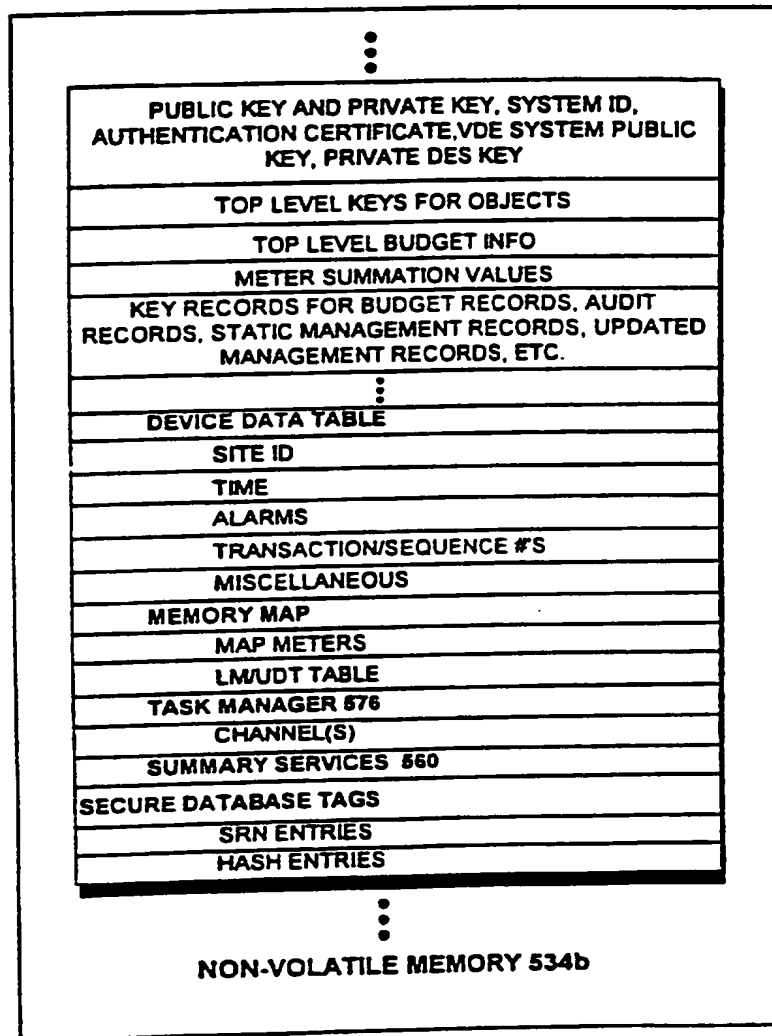 PUBLIC KEY AND PRIVATE KEY, SYSTEM ID,
AUTHENTICATION CERTIFICATE,VDE SYSTEM PUBLIC
KEY, PRIVATE DES KEY
TOP LEVEL KEYS FOR OBJECTS
TOP LEVEL BUDGET INFO
METER SUMMATION VALUES
KEY RECORDS FOR BUDGET RECORDS, AUDIT
RECORDS, STATIC MANAGEMENT RECORDS, UPDATED
MANAGEMENT RECORDS, ETC.
DEVICE DATA TABLE
SITE ID
TIME
ALARMS
TRANSACTION/SEQUENCE #'S
MISCELLANEOUS
MEMORY MAP
MAP METERS
LM/UDT TABLE
TASK MANAGER 576
CHANNEL(S)
SUMMARY SERVICES 560
SECURE DATABASE TAGS
SRN ENTRIES
HASH ENTRIES
NON-VOLATILE MEMORY 534b